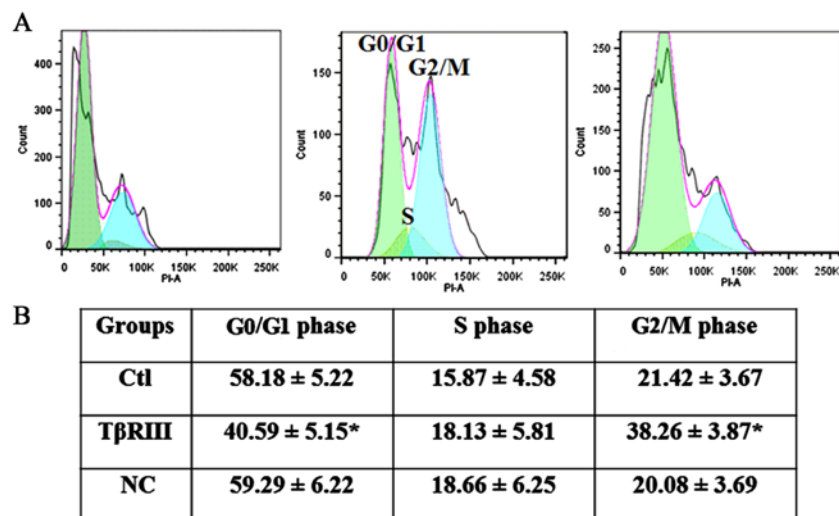 A
400
300
200
100
0
Count
0 50K 100K 150K 200K 250K
PI-A
G0/G1
G2/M
S
150
100
50
0
Count
0 50K 100K 150K 200K 250K
PI-A
250
200
150
100
50
0
Count
0 50K 100K 150K 200K 250K
PI-A
B
Groups G0/G1 phase S phase G2/M phase
Ctl 58.18 ± 5.22 15.87 ± 4.58 21.42 ± 3.67
TβRIII 40.59 ± 5.15* 18.13 ± 5.81 38.26 ± 3.87*
NC 59.29 ± 6.22 18.66 ± 6.25 20.08 ± 3.69